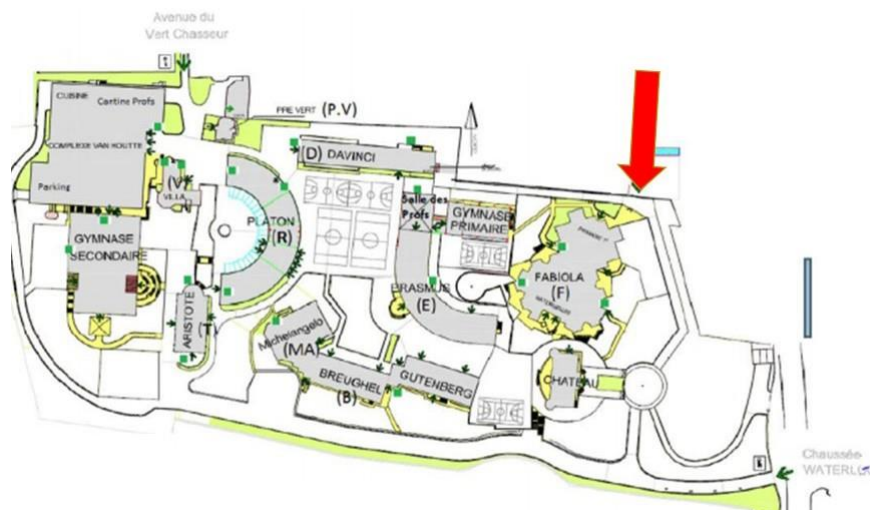 Avenue du
Vert Chasseur
CUISINE
Cantine Profs
COMPLEXE VAN HOUTTE
Parking
(V)
VILLA
GYMNASE
SECONDAIRE
ARISTOTE
(T)
PRE VERT (P.V)
(D) DAVINCI
PLATON
(R)
Salle des
Profs
GYMNASE
PRIMAIRE
ERASMUS
(E)
FABIOLA
(F)
Michelangelo
(MA)
BREUGHEL
(B)
GUTENBERG
CHATEAU
Chaussée
WATERLO